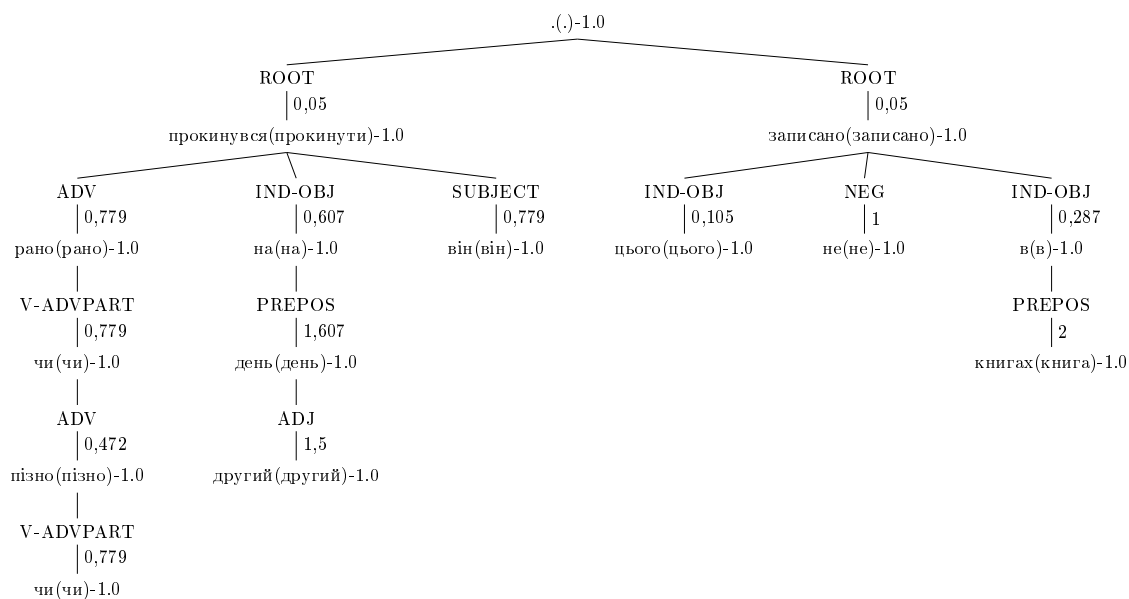 .(.)-1.0
ROOT ROOT
0,05 0,05
прокинувся(прокинути)-1.0 записано(записано)-1.0
ADV IND-OBJ SUBJECT IND-OBJ NEG IND-OBJ
0,779 0,607 0,779 0,105 1 0,287
рано(рано)-1.0 на(на)-1.0 він(він)-1.0 цього(цього)-1.0 не(не)-1.0 в(в)-1.0
V-ADVPART PREPOS PREPOS
0,779 1,607 2
чи(чи)-1.0 день(день)-1.0 книгах(книга)-1.0
ADV ADJ
0,472 1,5
пізно(пізно)-1.0 другий(другий)-1.0
V-ADVPART
0,779
чи(чи)-1.0